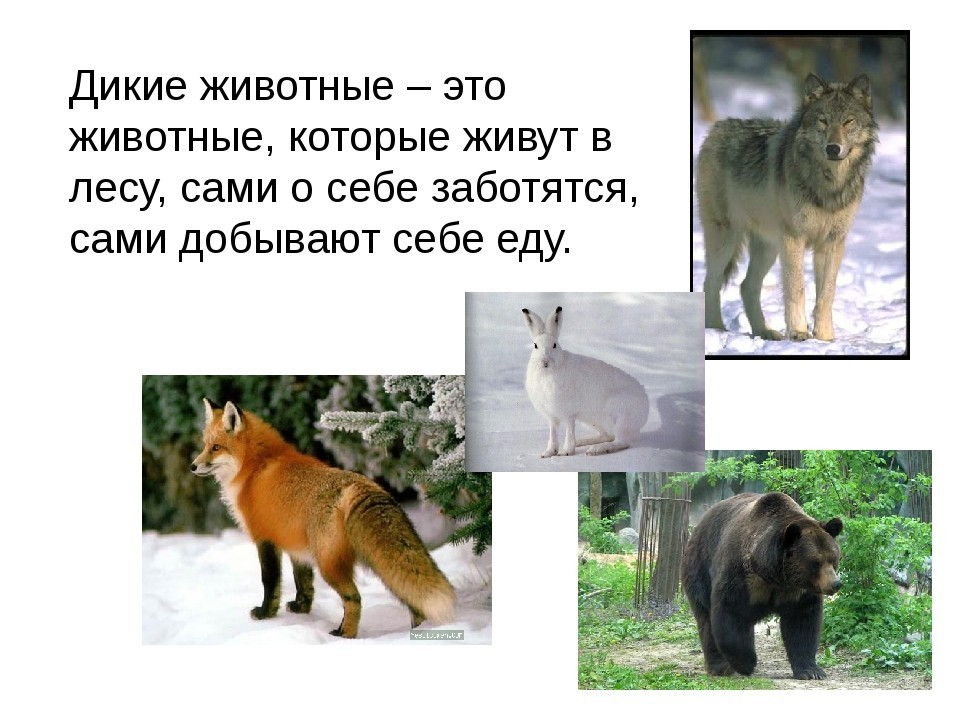 Дикие животные – это
животные, которые живут в
лесу, сами о себе заботятся,
сами добывают себе еду.